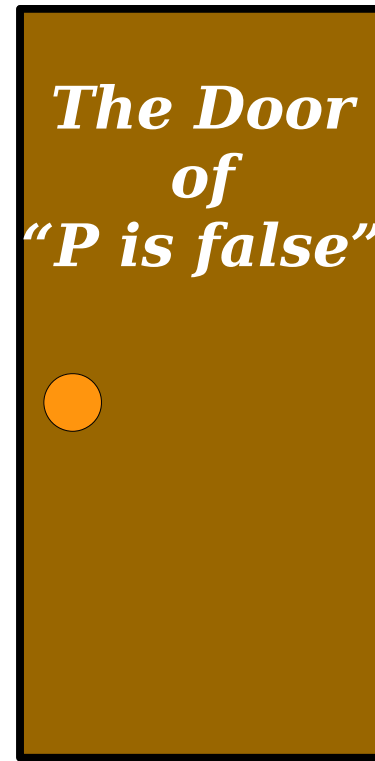 The Door
of
“P is false”